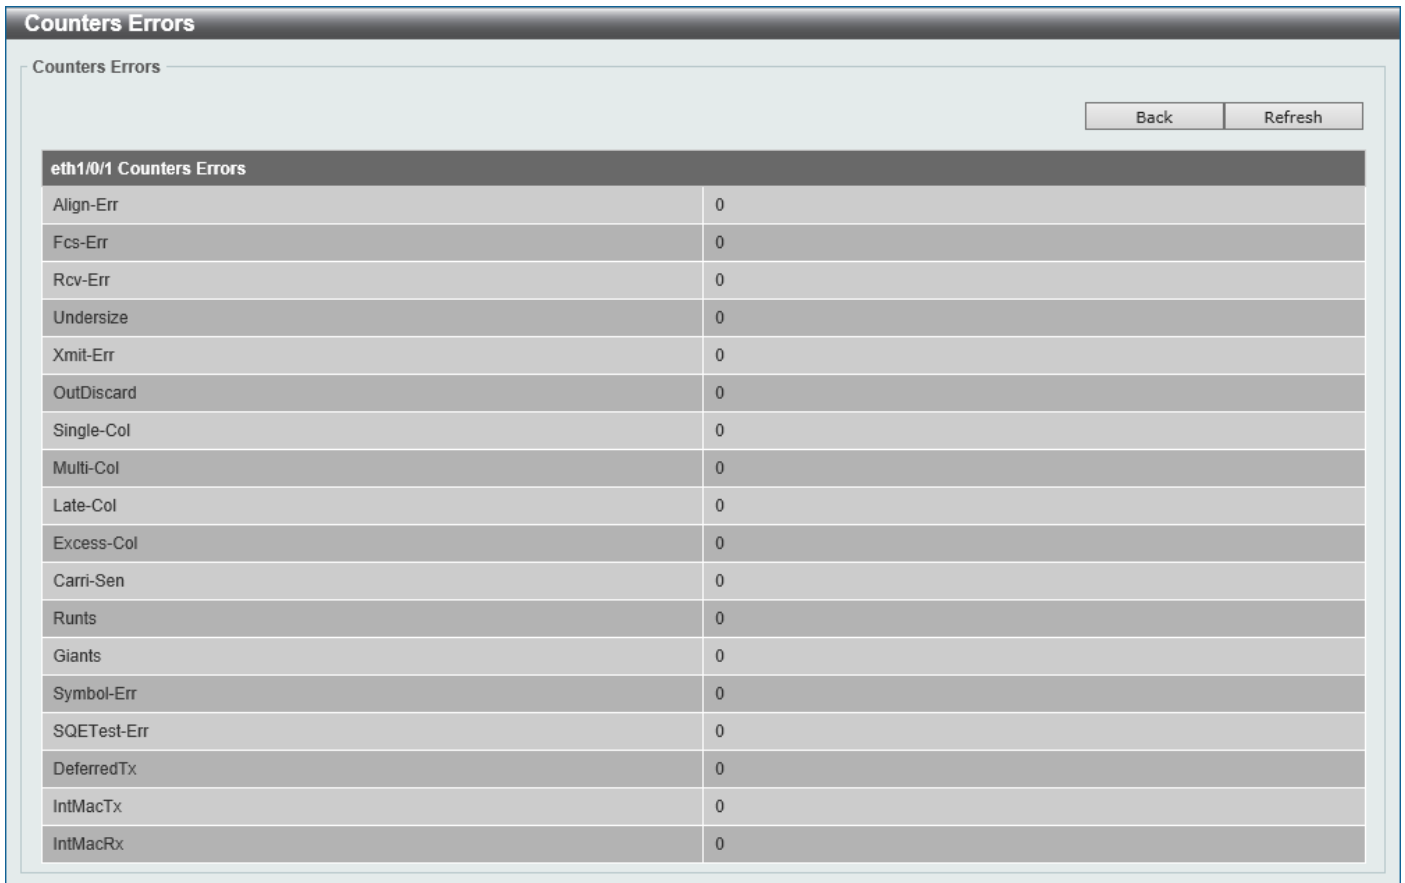 Counters Errors
Counters Errors
Back Refresh
eth1/0/1 Counters Errors
Align-Err 0
Fcs-Err 0
Rcv-Err 0
Undersize 0
Xmit-Err 0
OutDiscard 0
Single-Col 0
Multi-Col 0
Late-Col 0
Excess-Col 0
Carri-Sen 0
Runts 0
Giants 0
Symbol-Err 0
SQETest-Err 0
DeferredTx 0
IntMacTx 0
IntMacRx 0